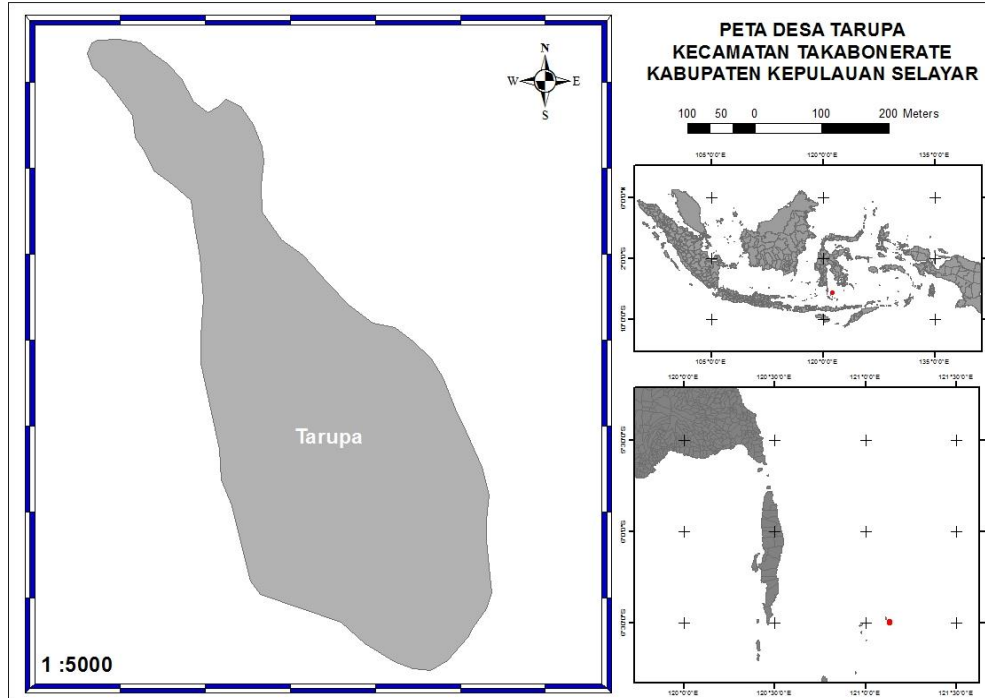 PETA DESA TARUPA
KECAMATAN TAKABONERATE
KABUPATEN KEPULAUAN SELAYAR
N
W E
S
100 50 0 100 200 Meters
105°0'0"E 120°0'0"E 135°0'0"E
105°0'0"E 120°0'0"E 135°0'0"E
Tarupa
120°0'0"E 120°30'0"E 121°0'0"E 121°30'0"E
120°0'0"E 120°30'0"E 121°0'0"E 121°30'0"E
1 :5000